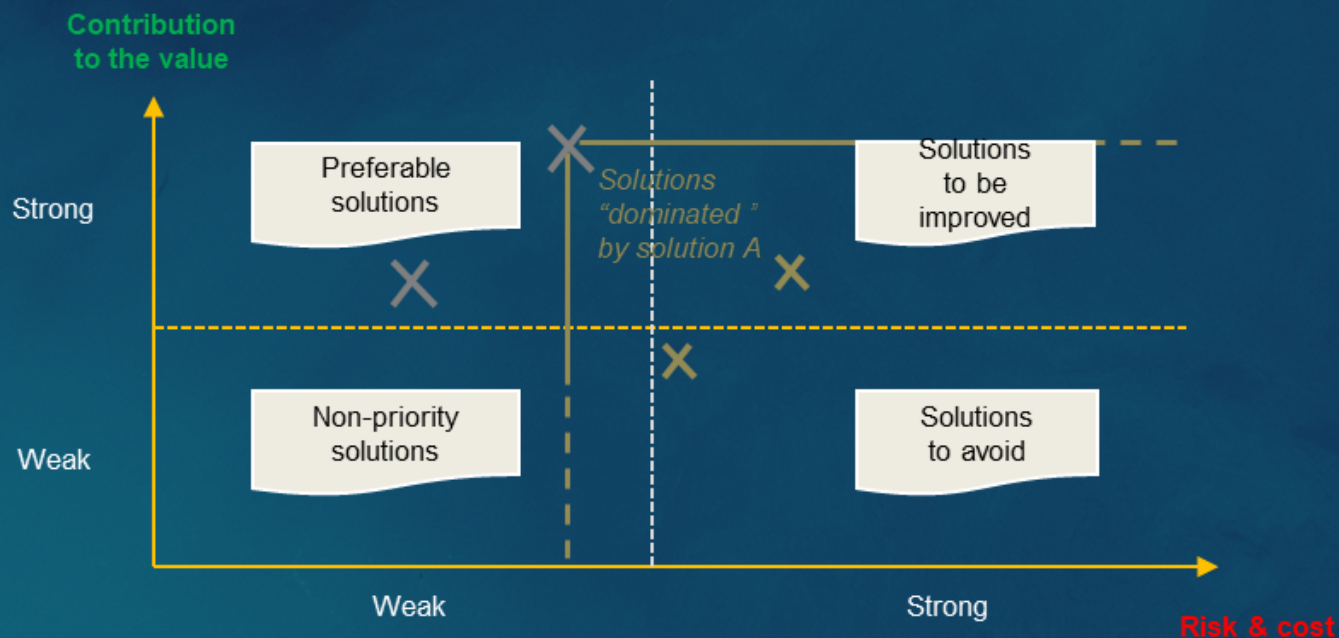 Contribution
to the value
Strong
Preferable
solutions
Solutions
“dominated ”
by solution A
Solutions
to be
improved
Weak
Non-priority
solutions
Solutions
to avoid
Weak
Strong
Risk & cost